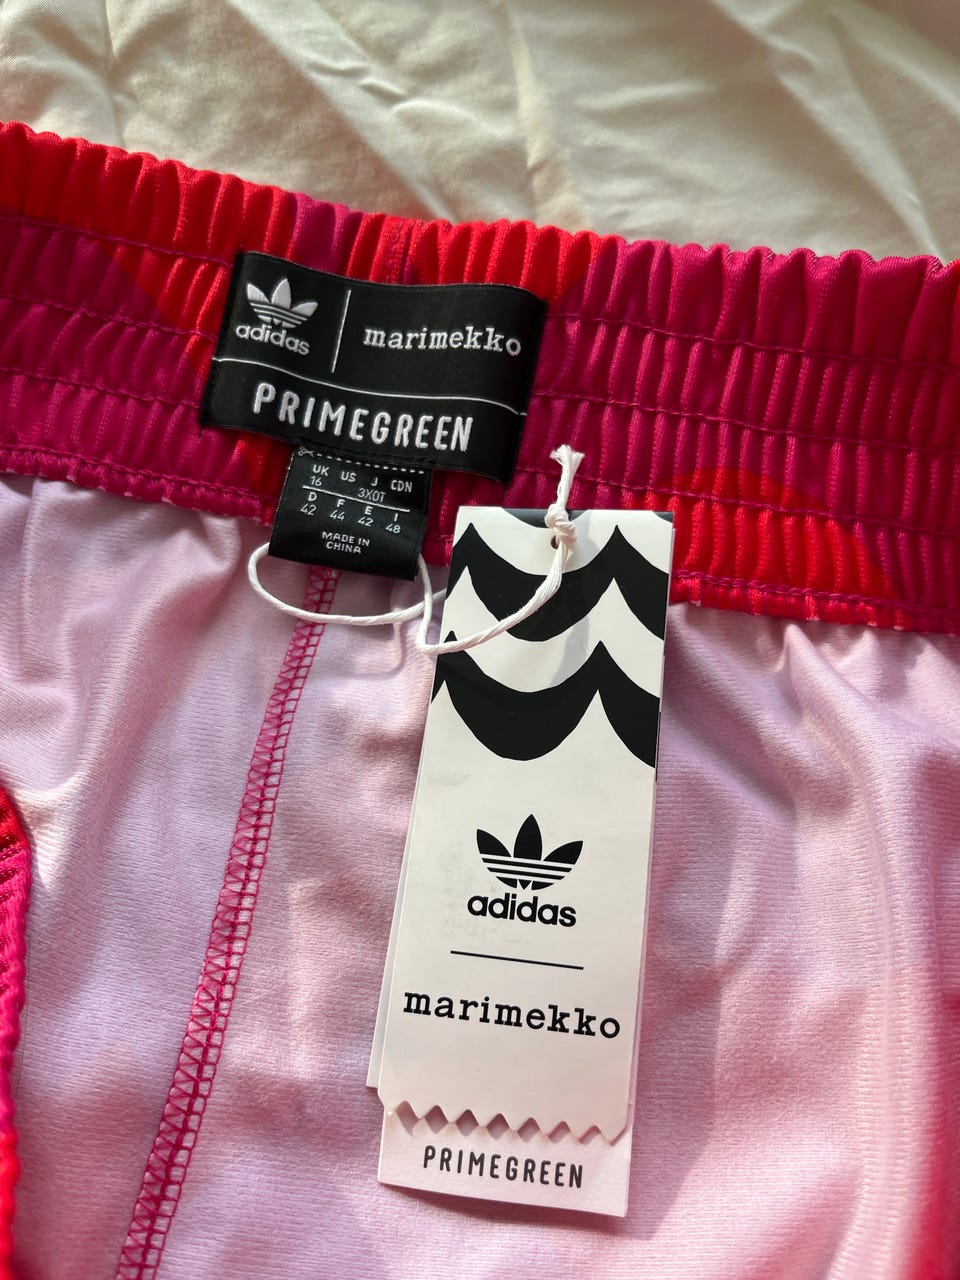 adidas
marimekko
PRIMEGREEN
UK US J CDN
16 3XOT
D F E I
42 44 42 48
MADE IN
CHINA
adidas
marimekko
PRIMEGREEN